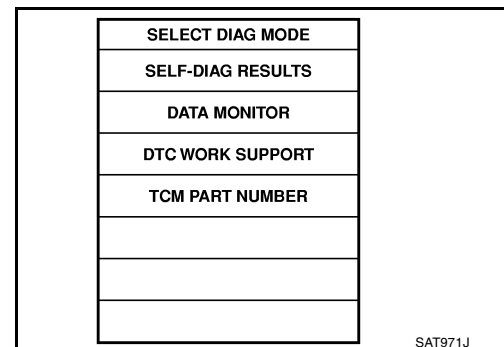 SELECT DIAG MODE
SELF-DIAG RESULTS
DATA MONITOR
DTC WORK SUPPORT
TCM PART NUMBER
SAT971J